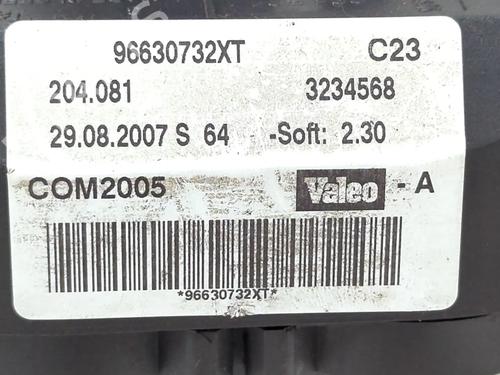 96630732XT C23
204.081 3234568
29.08.2007 S 64 -Soft: 2.30
COM2005 Valeo - A
*96630732XT*